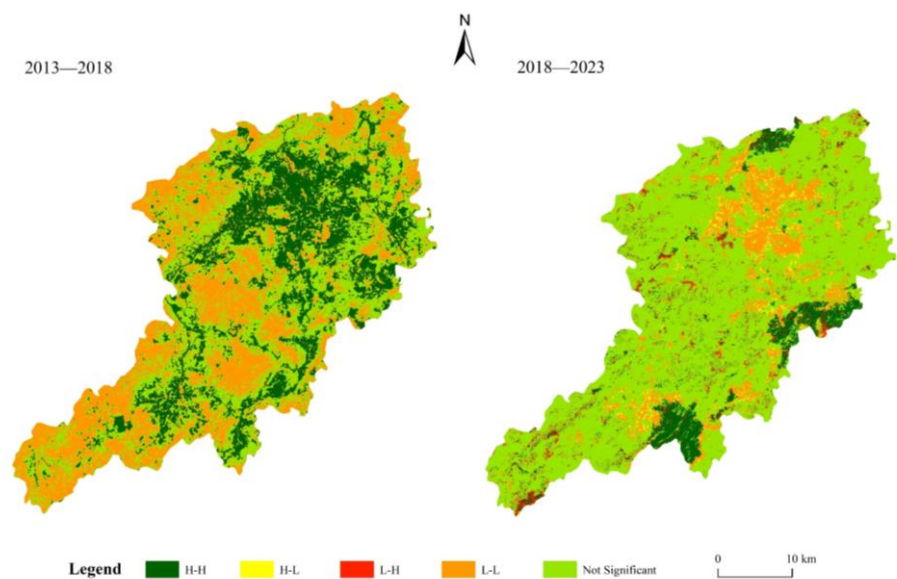 N
2013—2018
2018—2023
Legend
H-H
H-L
L-H
L-L
Not Significant
0
10 km